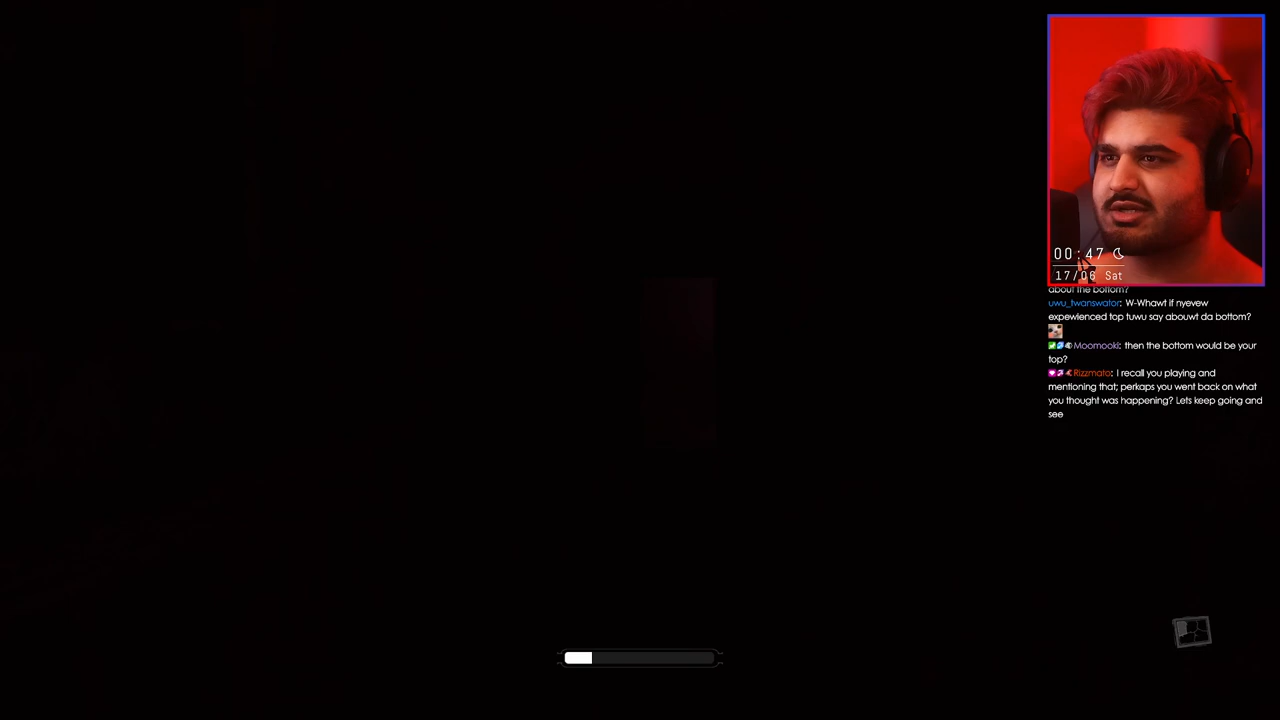 00:47
17/06 Sat
about the bottom?
uwu_twanswator: W-Whawt if nyevew
expewienced top tuwu say abouwt da bottom?
Moomooki: then the bottom would be your
top?
Rizzmato: I recall you playing and
mentioning that; perhaps you went back on what
you thought was happening? Lets keep going and
see